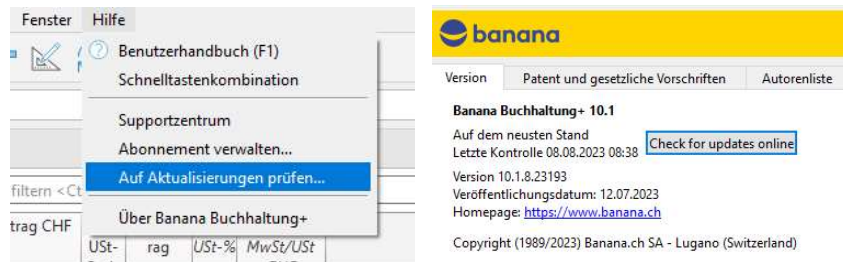 Fenster Hilfe
Benutzerhandbuch (F1)
Schnelltastenkombination
Supportzentrum
Abonnement verwalten...
Auf Aktualisierungen prüfen...
filtern <Ct
Über Banana Buchhaltung+
trag CHF
USt- rag USt-% MwSt/USt
banana
Version Patent und gesetzliche Vorschriften Autorenliste
Banana Buchhaltung+ 10.1
Auf dem neusten Stand
Check for updates online
Letzte Kontrolle 08.08.2023 08:38
Version 10.1.8.23193
Veröffentlichungsdatum: 12.07.2023
Homepage: https://www.banana.ch
Copyright (1989/2023) Banana.ch SA - Lugano (Switzerland)